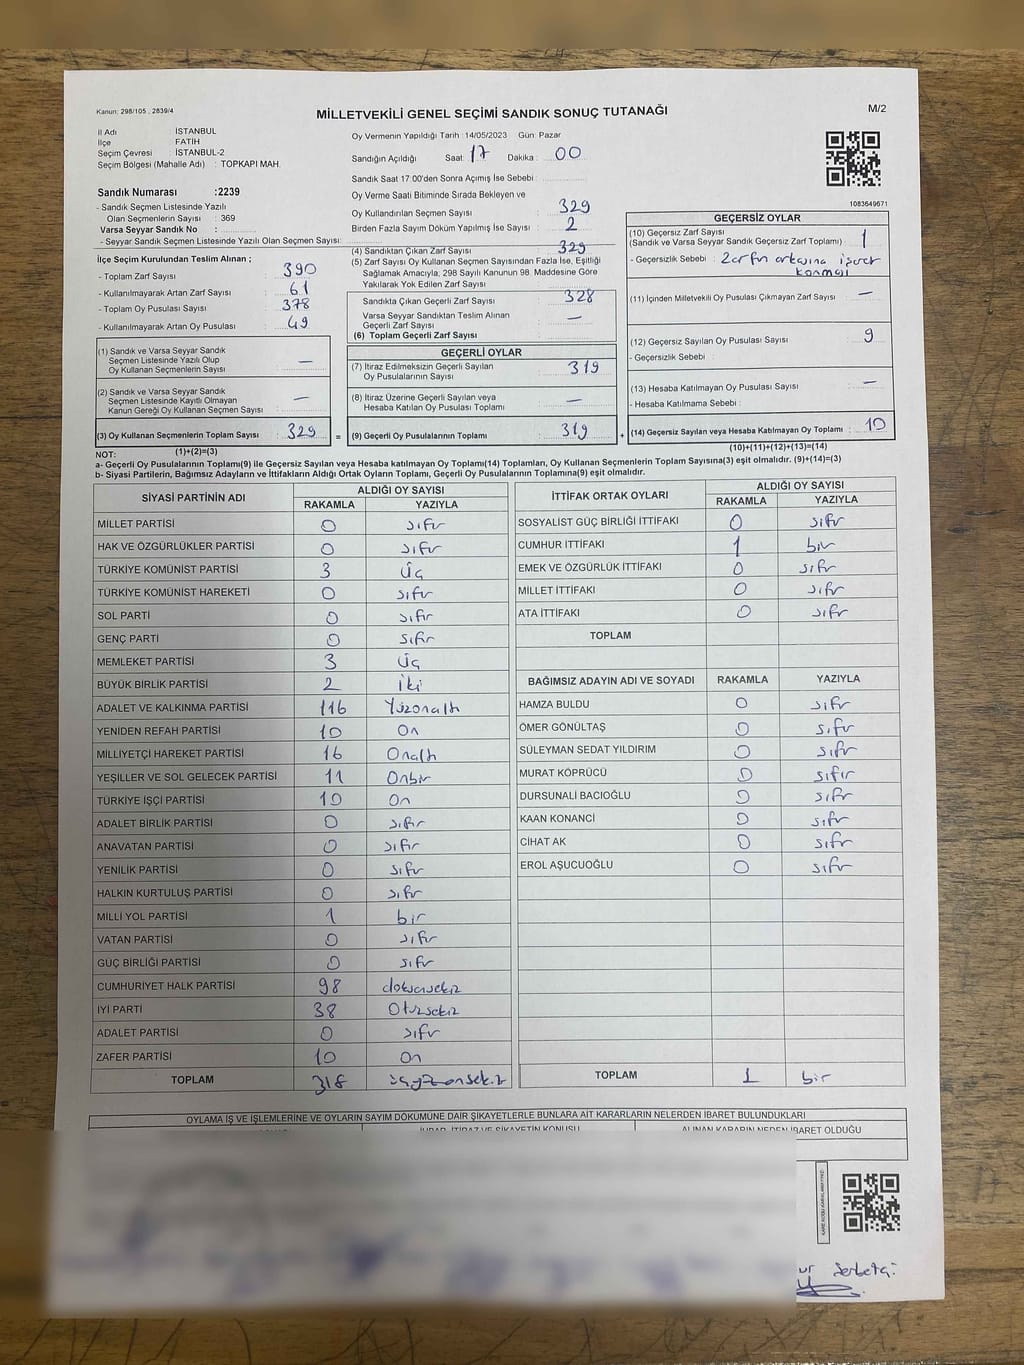 Kanun: 298/105 , 2839/4
MİLLETVEKİLİ GENEL SEÇİMİ SANDIK SONUÇ TUTANAĞI
M/2
İl Adı İSTANBUL
İlçe FATİH
Seçim Çevresi İSTANBUL-2
Seçim Bölgesi (Mahalle Adı) : TOPKAPI MAH.
Sandık Numarası :2239
- Sandık Seçmen Listesinde Yazılı
Olan Seçmenlerin Sayısı : 369
Varsa Seyyar Sandık No :
- Seyyar Sandık Seçmen Listesinde Yazılı Olan Seçmen Sayısı:
Oy Vermenin Yapıldığı Tarih :14/05/2023 Gün: Pazar
Sandığın Açıldığı Saat: 17 Dakika : 00
Sandık Saat 17:00'den Sonra Açımış İse Sebebi :
Oy Verme Saati Bitiminde Sırada Bekleyen ve
Oy Kullandırılan Seçmen Sayısı : 329
Birden Fazla Sayım Döküm Yapılmış İse Sayısı : 2
(4) Sandıktan Çıkan Zarf Sayısı : 329
(5) Zarf Sayısı Oy Kullanan Seçmen Sayısından Fazla İse, Eşitliği
Sağlamak Amacıyla, 298 Sayılı Kanunun 98. Maddesine Göre
Yakılarak Yok Edilen Zarf Sayısı
1083649671
İlçe Seçim Kurulundan Teslim Alınan ;
- Toplam Zarf Sayısı : 390
- Kullanılmayarak Artan Zarf Sayısı : 61
- Toplam Oy Pusulası : 378
- Kullanılmayarak Artan Oy Pusulası : 49
Sandıkta Çıkan Geçerli Zarf Sayısı : 328
Varsa Seyyar Sandıktan Teslim Alınan
Geçerli Zarf Sayısı : —
(6) Toplam Geçerli Zarf Sayısı
GEÇERSİZ OYLAR
(10) Geçersiz Zarf Sayısı
(Sandık ve Varsa Seyyar Sandık Geçersiz Zarf Toplamı) : 1
- Geçersizlik Sebebi : Zarfın arkasına işaret
konması
(11) İçinden Milletvekili Oy Pusulası Çıkmayan Zarf Sayısı : —
(12) Geçersiz Sayılan Oy Pusulası Sayısı : 9
- Geçersizlik Sebebi :
(13) Hesaba Katılmayan Oy Pusulası Sayısı : —
- Hesaba Katılmama Sebebi :
(14) Geçersiz Sayılan veya Hesaba Katılmayan Oy Toplamı : 10
(10)+(11)+(12)+(13)=(14)
(1) Sandık ve Varsa Seyyar Sandık
Seçmen Listesinde Yazılı Olup
Oy Kullanan Seçmenlerin Sayısı : —
(2) Sandık ve Varsa Seyyar Sandık
Seçmen Listesinde Kayıtlı Olmayan
Kanun Gereği Oy Kullanan Seçmen Sayısı : —
(3) Oy Kullanan Seçmenlerin Toplam Sayısı : 329 =
(1)+(2)=(3)
GEÇERLİ OYLAR
(7) İtiraz Edilmeksizin Geçerli Sayılan
Oy Pusulalarının Sayısı : 319
(8) İtiraz Üzerine Geçerli Sayılan veya
Hesaba Katılan Oy Pusulası Toplamı : —
(9) Geçerli Oy Pusulalarının Toplamı : 319 +
NOT:
a- Geçerli Oy Pusulalarının Toplamı(9) ile Geçersiz Sayılan veya Hesaba katılmayan Oy Toplamı(14) Toplamları, Oy Kullanan Seçmenlerin Toplam Sayısına(3) eşit olmalıdır. (9)+(14)=(3)
b- Siyasi Partilerin, Bağımsız Adayların ve İttifakların Aldığı Ortak Oyların Toplamı, Geçerli Oy Pusulalarının Toplamına(9) eşit olmalıdır.
SİYASİ PARTİNİN ADI ALDIĞI OY SAYISI
RAKAMLA YAZIYLA
MİLLET PARTİSİ 0 sıfır
HAK VE ÖZGÜRLÜKLER PARTİSİ 0 sıfır
TÜRKİYE KOMÜNİST PARTİSİ 3 üç
TÜRKİYE KOMÜNİST HAREKETİ 0 sıfır
SOL PARTİ 0 sıfır
GENÇ PARTİ 0 sıfır
MEMLEKET PARTİSİ 3 üç
BÜYÜK BİRLİK PARTİSİ 2 iki
ADALET VE KALKINMA PARTİSİ 116 Yüzonaltı
YENİDEN REFAH PARTİSİ 10 On
MİLLİYETÇİ HAREKET PARTİSİ 16 Onaltı
YEŞİLLER VE SOL GELECEK PARTİSİ 11 Onbir
TÜRKİYE İŞÇİ PARTİSİ 10 On
ADALET BİRLİK PARTİSİ 0 sıfır
ANAVATAN PARTİSİ 0 sıfır
YENİLİK PARTİSİ 0 sıfır
HALKIN KURTULUŞ PARTİSİ 0 sıfır
MİLLİ YOL PARTİSİ 1 bir
VATAN PARTİSİ 0 sıfır
GÜÇ BİRLİĞİ PARTİSİ 0 sıfır
CUMHURİYET HALK PARTİSİ 98 doksansekiz
İYİ PARTİ 38 Otuzsekiz
ADALET PARTİSİ 0 sıfır
ZAFER PARTİSİ 10 On
TOPLAM 318 üçyüzonsekiz
İTTİFAK ORTAK OYLARI ALDIĞI OY SAYISI
RAKAMLA YAZIYLA
SOSYALİST GÜÇ BİRLİĞİ İTTİFAKI 0 sıfır
CUMHUR İTTİFAKI 1 bir
EMEK VE ÖZGÜRLÜK İTTİFAKI 0 sıfır
MİLLET İTTİFAKI 0 sıfır
ATA İTTİFAKI 0 sıfır
TOPLAM
BAĞIMSIZ ADAYIN ADI VE SOYADI RAKAMLA YAZIYLA
HAMZA BULDU 0 sıfır
ÖMER GÖNÜLTAŞ 0 sıfır
SÜLEYMAN SEDAT YILDIRIM 0 sıfır
MURAT KÖPRÜCÜ 0 sıfır
DURSUNALİ BACIOĞLU 0 sıfır
KAAN KONANCİ 0 sıfır
CİHAT AK 0 sıfır
EROL AŞUCUOĞLU 0 sıfır
TOPLAM 1 bir
OYLAMA İŞ VE İŞLEMLERİNE VE OYLARIN SAYIM DÖKÜMÜNE DAİR ŞİKAYETLERLE BUNLARA AİT KARARLARIN NELERDEN İBARET BULUNDUKLARI
İHBAR, İTİRAZ VE ŞİKAYETİN KONUSU ALINAN KARARIN NEDEN İBARET OLDUĞU